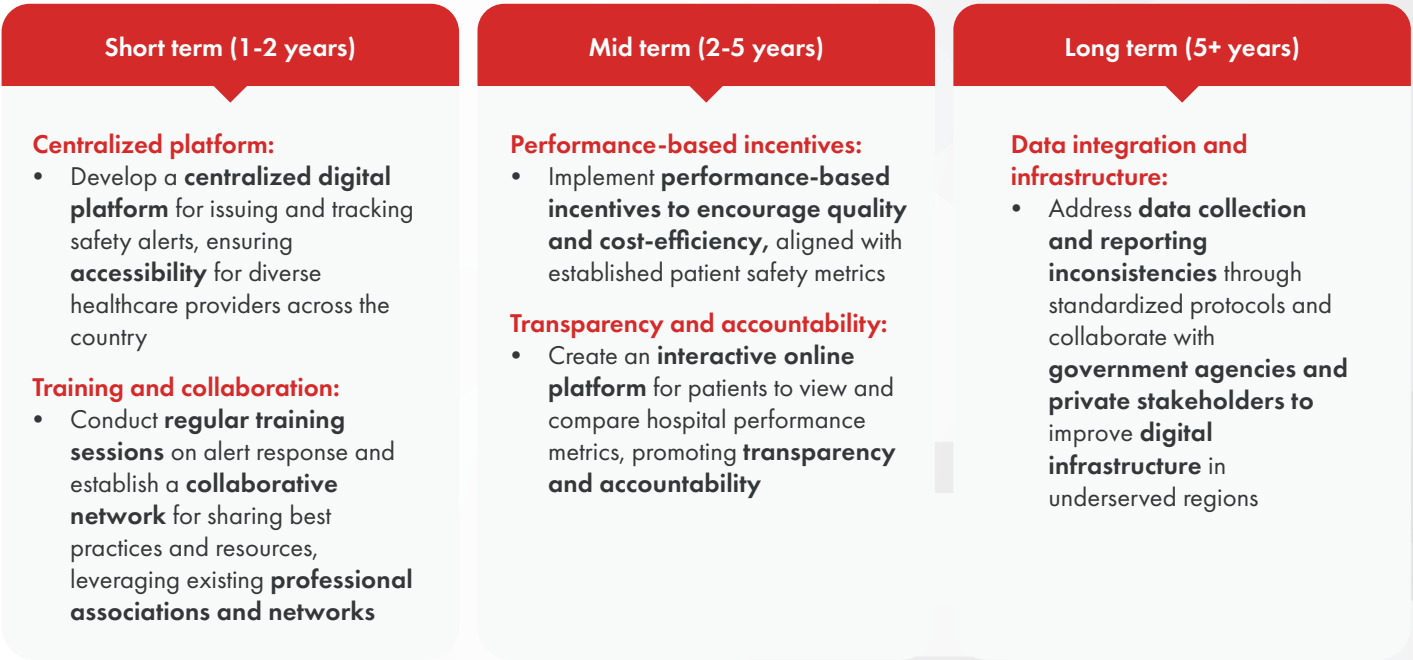 Short term (1-2 years)
Centralized platform:
• Develop a centralized digital
platform for issuing and tracking
safety alerts, ensuring
accessibility for diverse
healthcare providers across the
country
Training and collaboration:
• Conduct regular training
sessions on alert response and
establish a collaborative
network for sharing best
practices and resources,
leveraging existing professional
associations and networks
Mid term (2-5 years)
Performance-based incentives:
• Implement performance-based
incentives to encourage quality
and cost-efficiency, aligned with
established patient safety metrics
Transparency and accountability:
• Create an interactive online
platform for patients to view and
compare hospital performance
metrics, promoting transparency
and accountability
Long term (5+ years)
Data integration and
infrastructure:
• Address data collection
and reporting
inconsistencies through
standardized protocols and
collaborate with
government agencies and
private stakeholders to
improve digital
infrastructure in
underserved regions